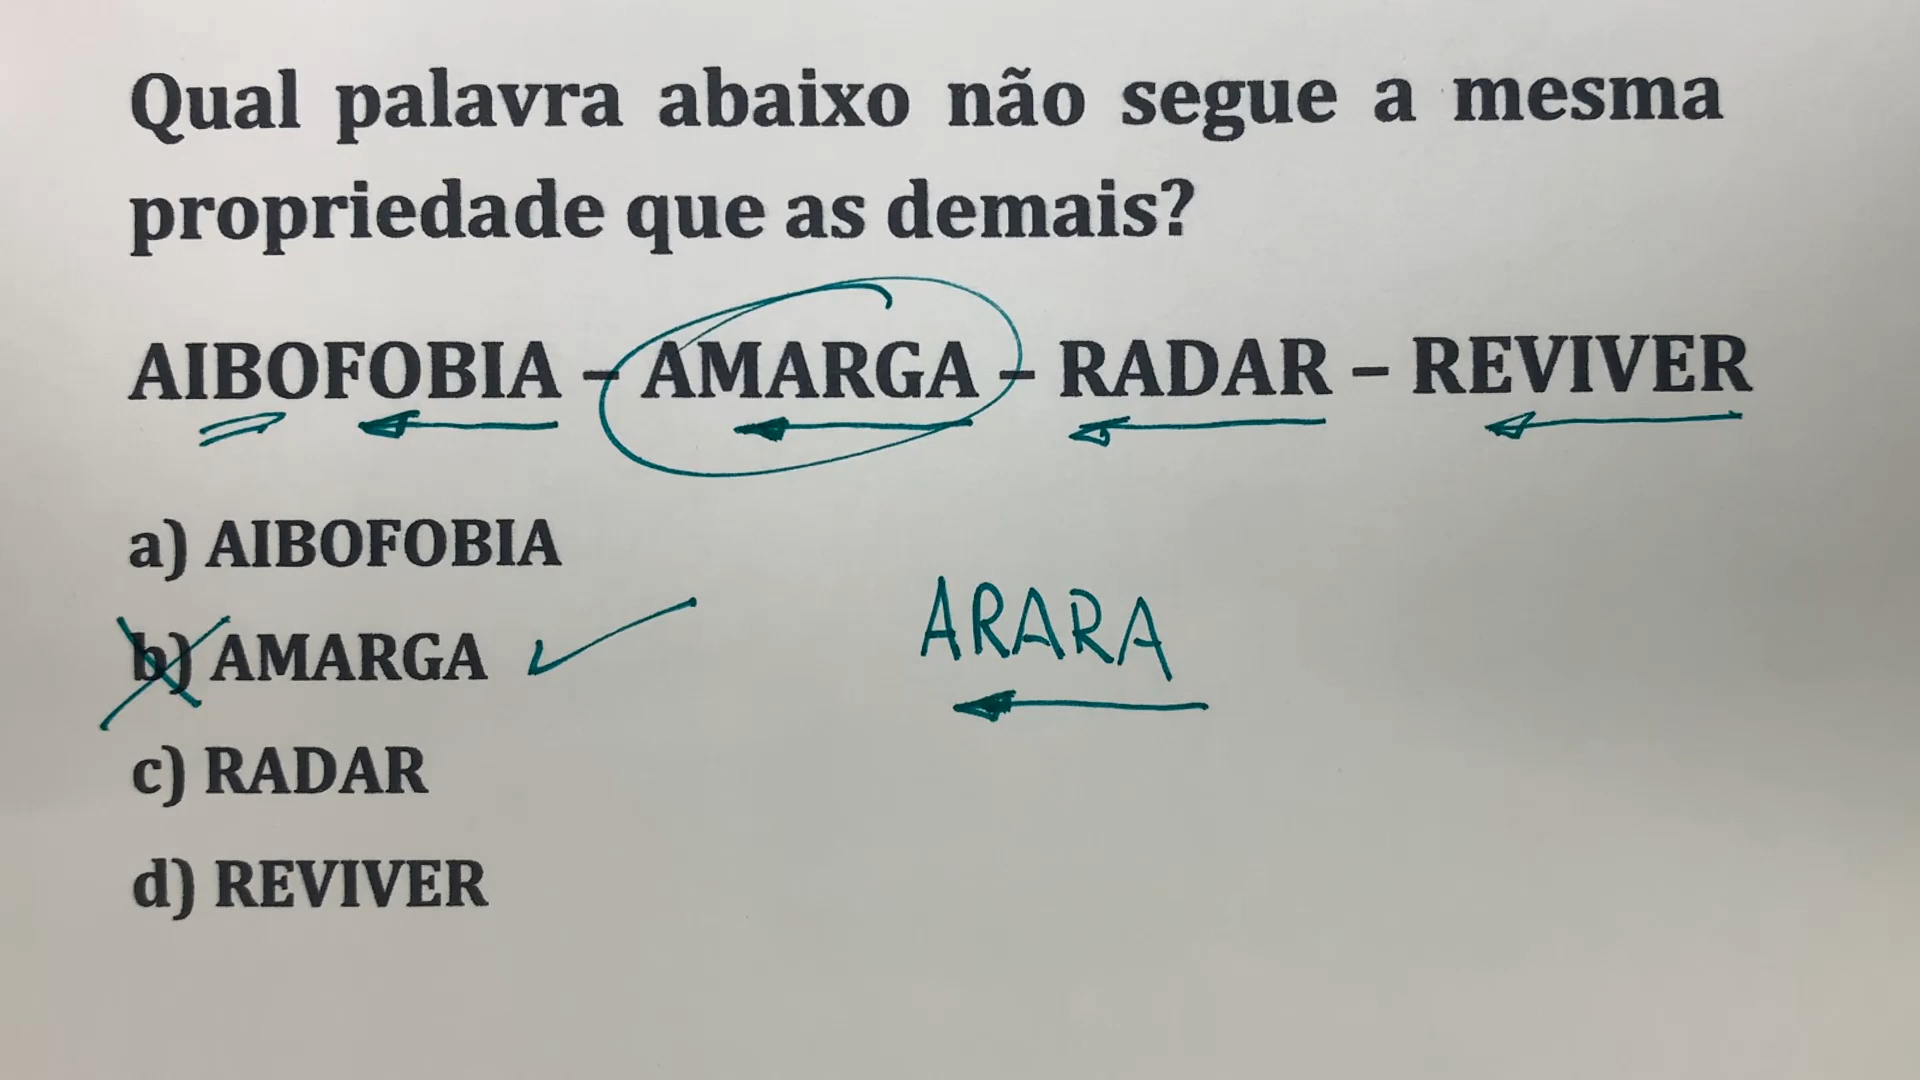 Qual palavra abaixo não segue a mesma
propriedade que as demais?
AIBOFOBIA – AMARGA – RADAR – REVIVER
a) AIBOFOBIA
b) AMARGA
ARARA
c) RADAR
d) REVIVER